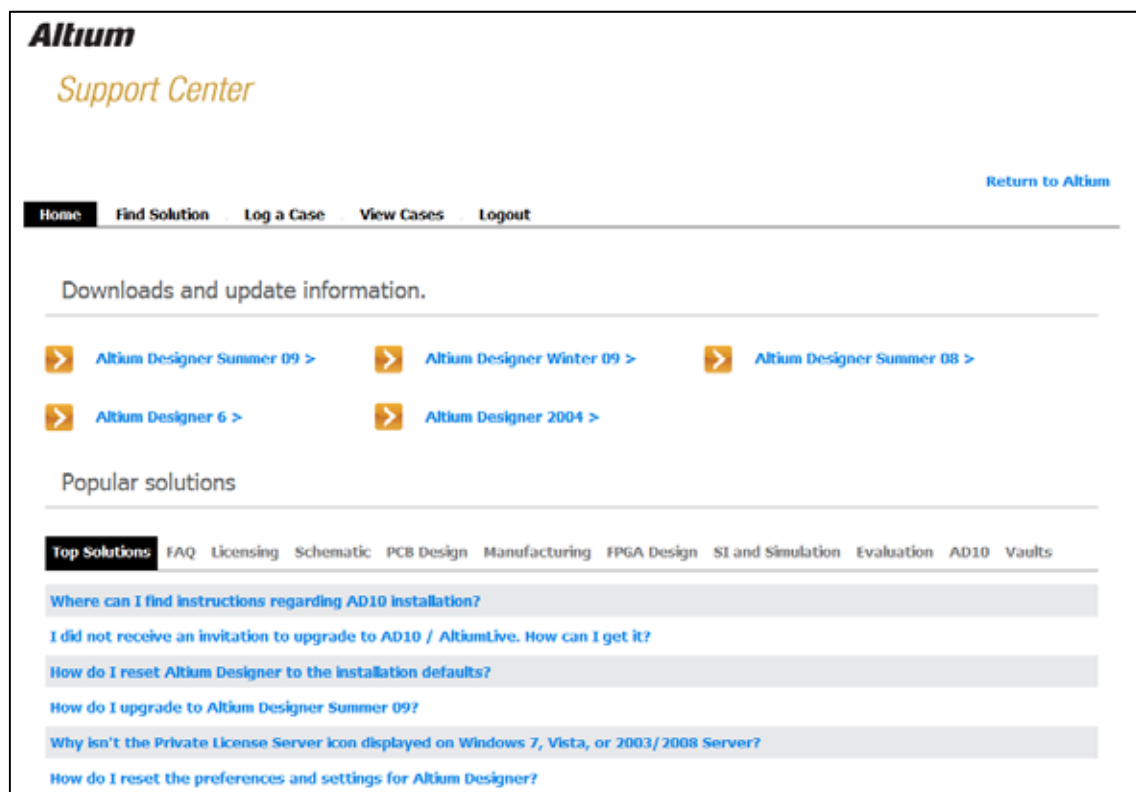 Altium
Support Center
Return to Altium
Home Find Solution Log a Case View Cases Logout
Downloads and update information.
Altium Designer Summer 09 > Altium Designer Winter 09 > Altium Designer Summer 08 >
Altium Designer 6 > Altium Designer 2004 >
Popular solutions
Top Solutions FAQ Licensing Schematic PCB Design Manufacturing FPGA Design SI and Simulation Evaluation AD10 Vaults
Where can I find instructions regarding AD10 installation?
I did not receive an invitation to upgrade to AD10 / AltiumLive. How can I get it?
How do I reset Altium Designer to the installation defaults?
How do I upgrade to Altium Designer Summer 09?
Why isn't the Private License Server icon displayed on Windows 7, Vista, or 2003/2008 Server?
How do I reset the preferences and settings for Altium Designer?